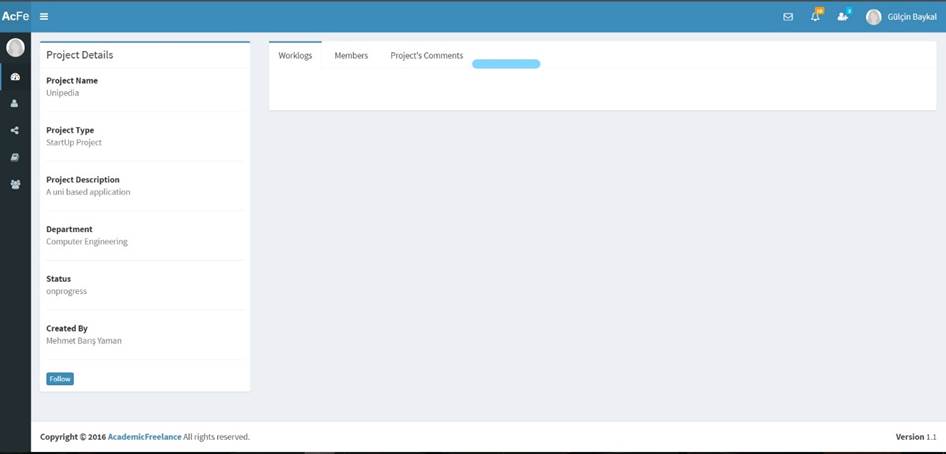 AcFe
Gülçin Baykal
Project Details
Project Name
Unipedia
Project Type
StartUp Project
Project Description
A uni based application
Department
Computer Engineering
Status
onprogress
Created By
Mehmet Barış Yaman
Follow
Worklogs Members Project's Comments
Copyright © 2016 AcademicFreelance All rights reserved.
Version 1.1